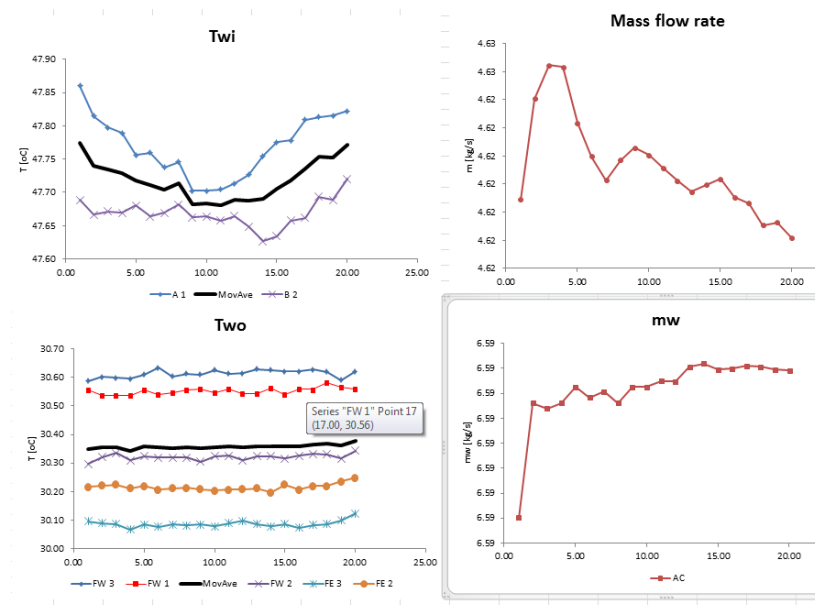 Twi
47.90
47.85
47.80
47.75
47.70
47.65
47.60
T [oC]
0.00 5.00 10.00 15.00 20.00 25.00
A 1 MovAve B 2
Mass flow rate
4.63
4.63
4.62
4.62
4.62
4.62
4.62
4.62
4.62
m [kg/s]
0.00 5.00 10.00 15.00 20.00
Two
30.70
30.60
30.50
30.40
30.30
30.20
30.10
30.00
T [oC]
Series "FW 1" Point 17
(17.00, 30.56)
0.00 5.00 10.00 15.00 20.00 25.00
FW 3 FW 1 MovAve FW 2 FE 3 FE 2
mw
6.59
6.59
6.59
6.59
6.59
6.59
6.59
6.59
6.59
mw [kg/s]
0.00 5.00 10.00 15.00 20.00
AC